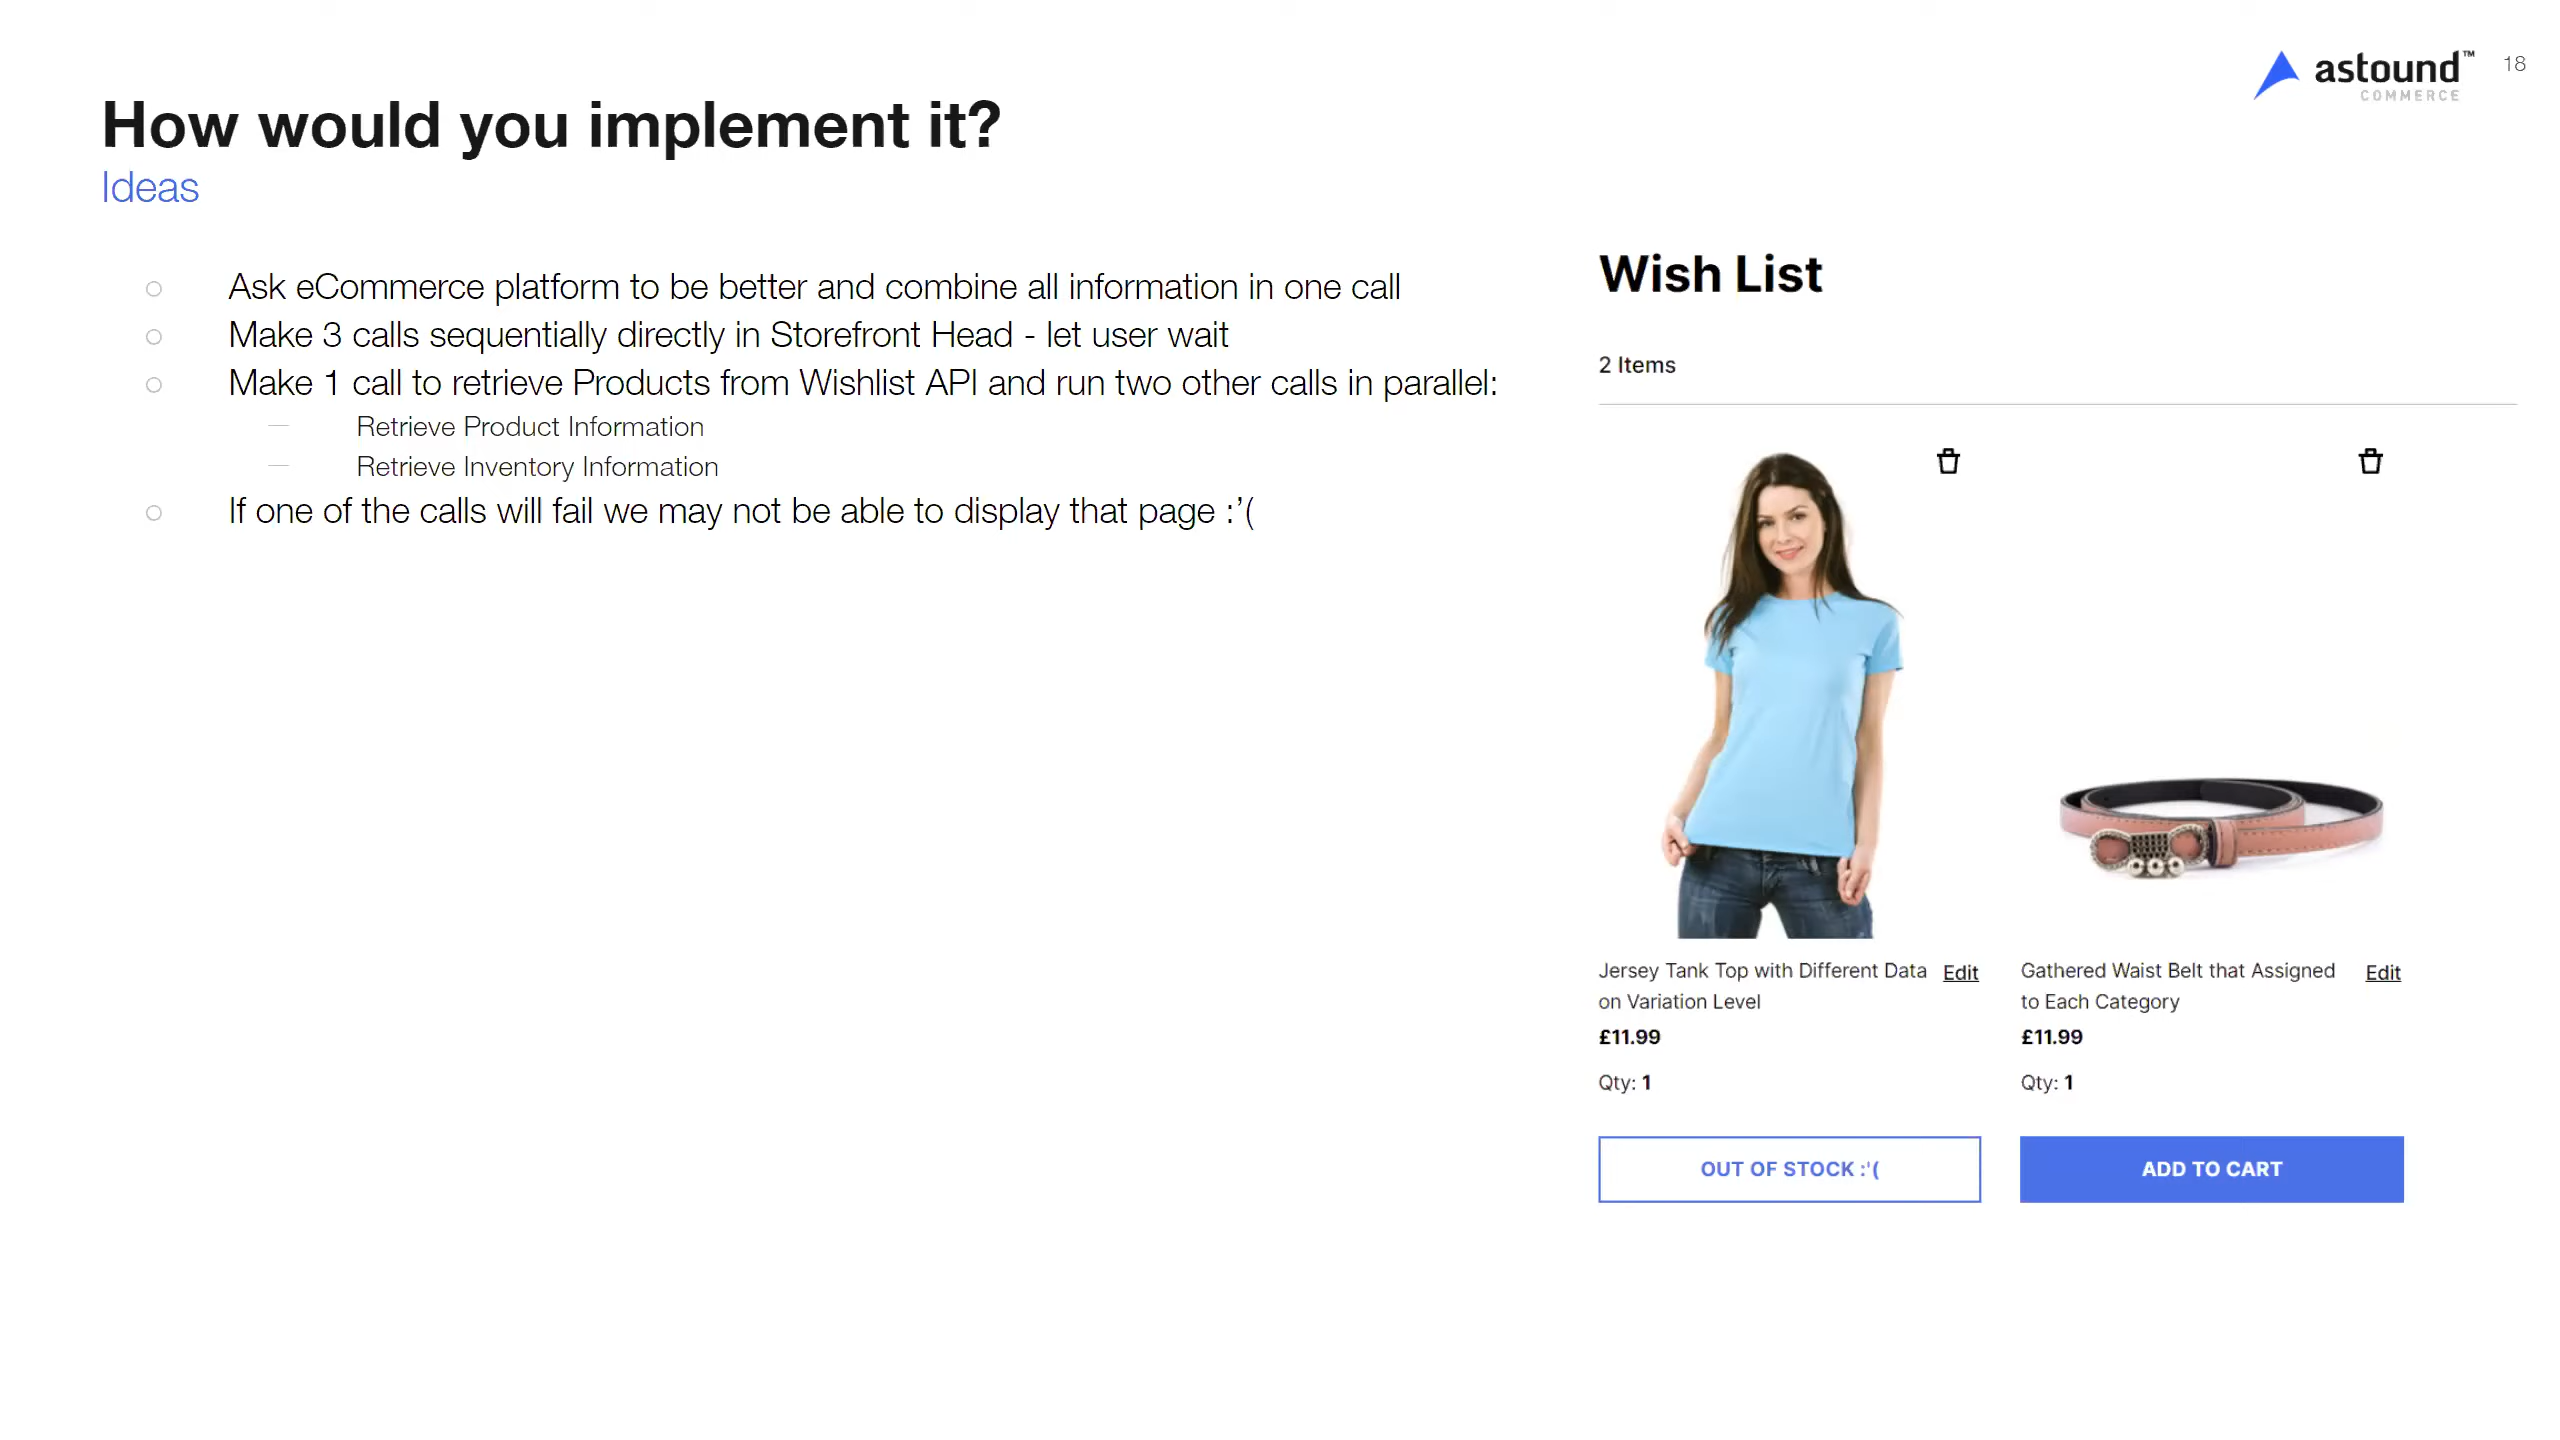 astound™
COMMERCE
18
How would you implement it?
Ideas
Ask eCommerce platform to be better and combine all information in one call
Make 3 calls sequentially directly in Storefront Head - let user wait
Make 1 call to retrieve Products from Wishlist API and run two other calls in parallel:
Retrieve Product Information
Retrieve Inventory Information
If one of the calls will fail we may not be able to display that page :’(
Wish List
2 Items
Jersey Tank Top with Different Data
on Variation Level
Edit
£11.99
Qty: 1
OUT OF STOCK :'(
Gathered Waist Belt that Assigned
to Each Category
Edit
£11.99
Qty: 1
ADD TO CART